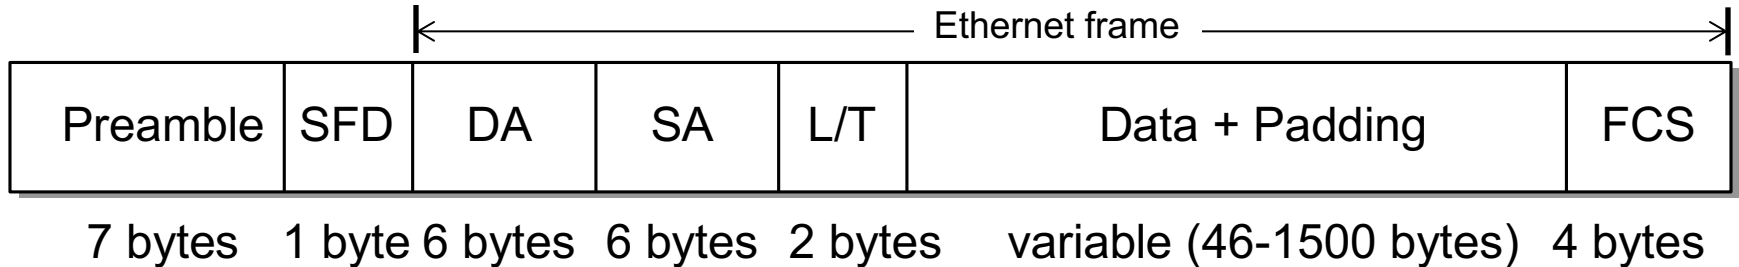 Ethernet frame
Preamble SFD DA SA L/T Data + Padding FCS
7 bytes 1 byte 6 bytes 6 bytes 2 bytes variable (46-1500 bytes) 4 bytes